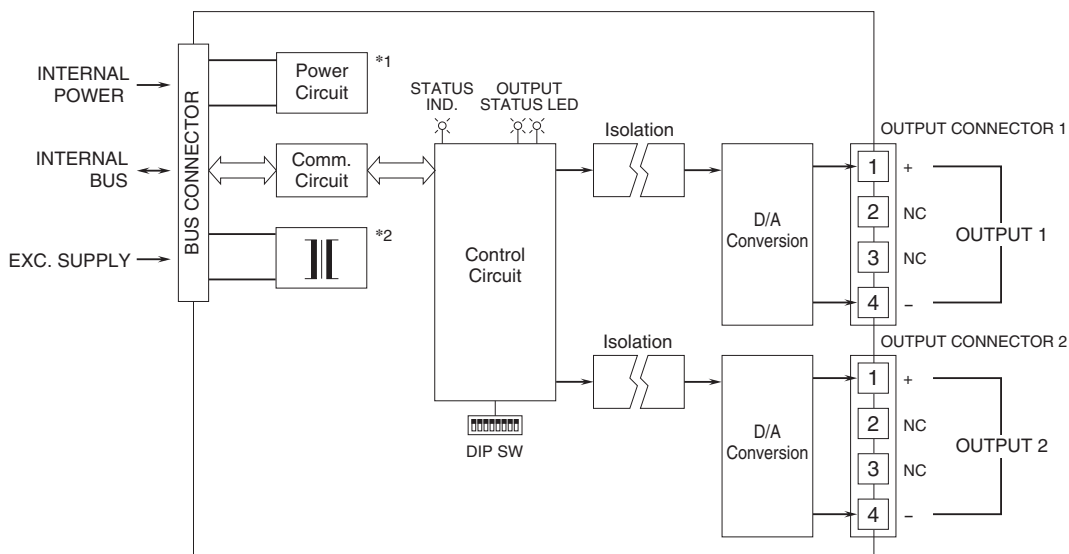 INTERNAL
POWER
INTERNAL
BUS
EXC. SUPPLY
BUS CONNECTOR
Power
Circuit
*1
Comm.
Circuit
*2
STATUS
IND.
OUTPUT
STATUS LED
Control
Circuit
DIP SW
Isolation
D/A
Conversion
OUTPUT CONNECTOR 1
1 +
2 NC
3 NC
4 –
OUTPUT 1
Isolation
D/A
Conversion
OUTPUT CONNECTOR 2
1 +
2 NC
3 NC
4 –
OUTPUT 2